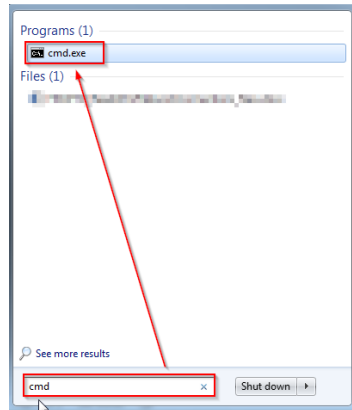 Programs (1)
cmd.exe
Files (1)
See more results
cmd
Shut down